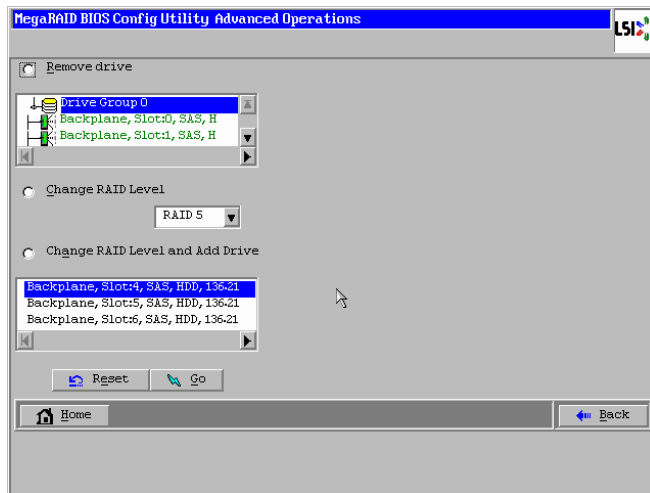 MegaRAID BIOS Config Utility Advanced Operations
LSI
Remove drive
Drive Group 0
Backplane, Slot:0, SAS, H
Backplane, Slot:1, SAS, H
Change RAID Level
RAID 5
Change RAID Level and Add Drive
Backplane, Slot:4, SAS, HDD, 136.21
Backplane, Slot:5, SAS, HDD, 136.21
Backplane, Slot:6, SAS, HDD, 136.21
Reset Go
Home Back